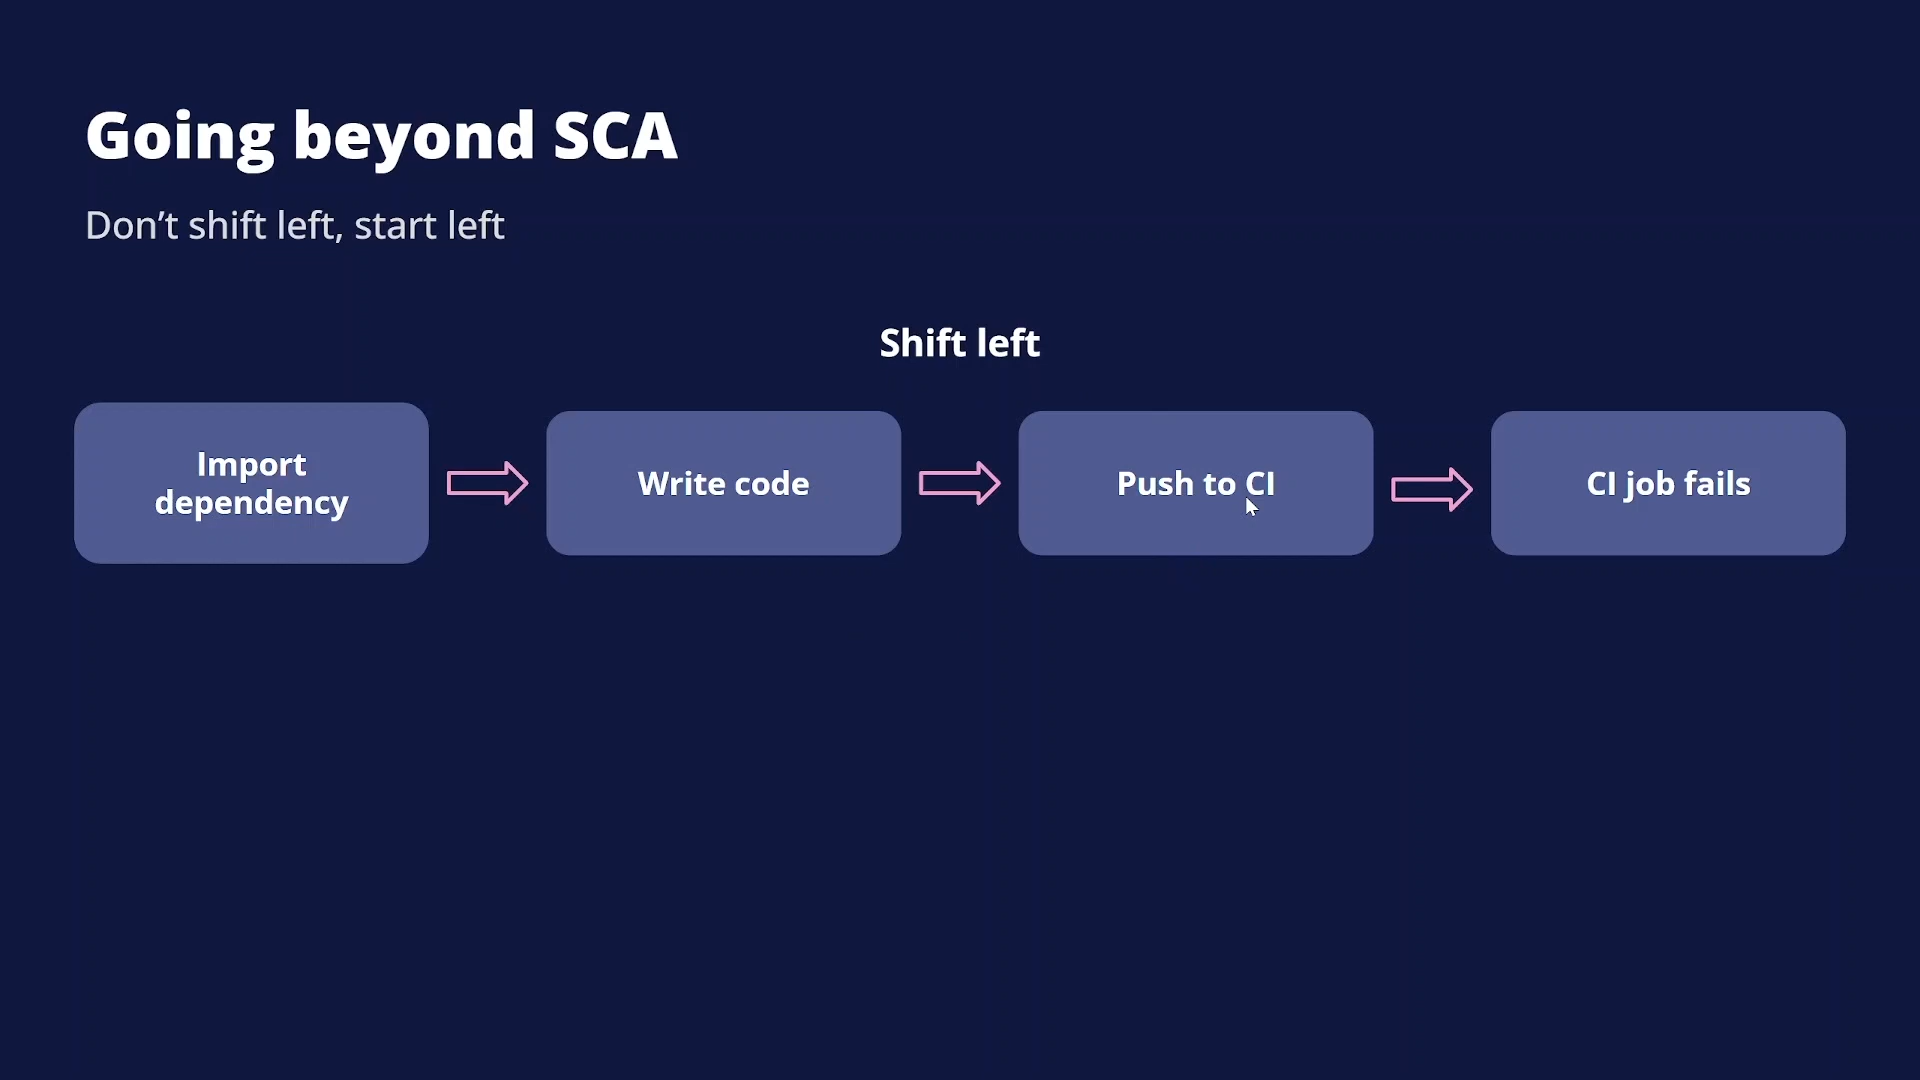 Going beyond SCA
Don’t shift left, start left
Shift left
Import
dependency
Write code
Push to CI
CI job fails